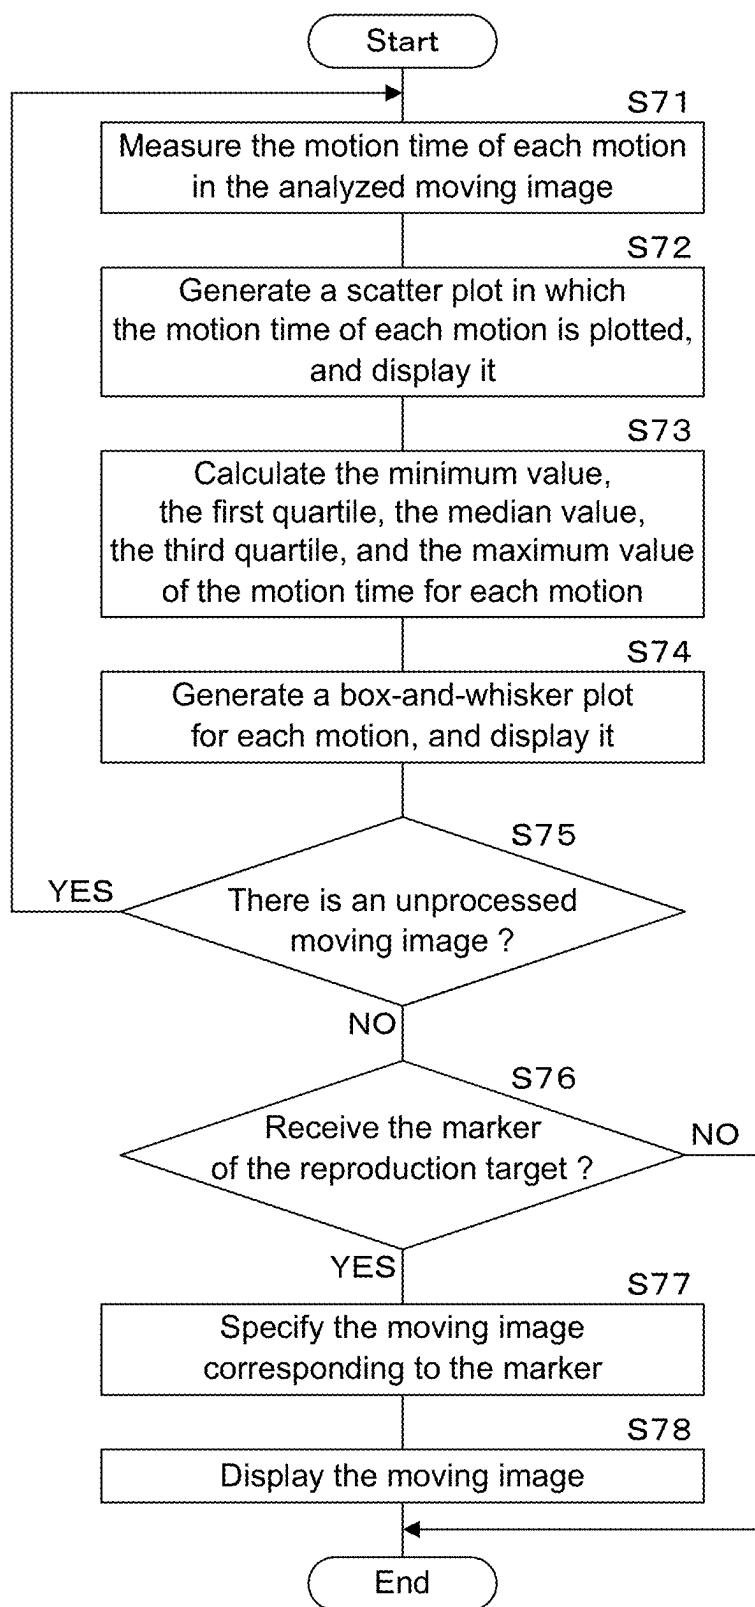 Start
S71
Measure the motion time of each motion
in the analyzed moving image
S72
Generate a scatter plot in which
the motion time of each motion is plotted,
and display it
S73
Calculate the minimum value,
the first quartile, the median value,
the third quartile, and the maximum value
of the motion time for each motion
S74
Generate a box-and-whisker plot
for each motion, and display it
S75
YES
There is an unprocessed
moving image ?
NO
S76
Receive the marker
of the reproduction target ?
NO
YES
S77
Specify the moving image
corresponding to the marker
S78
Display the moving image
End